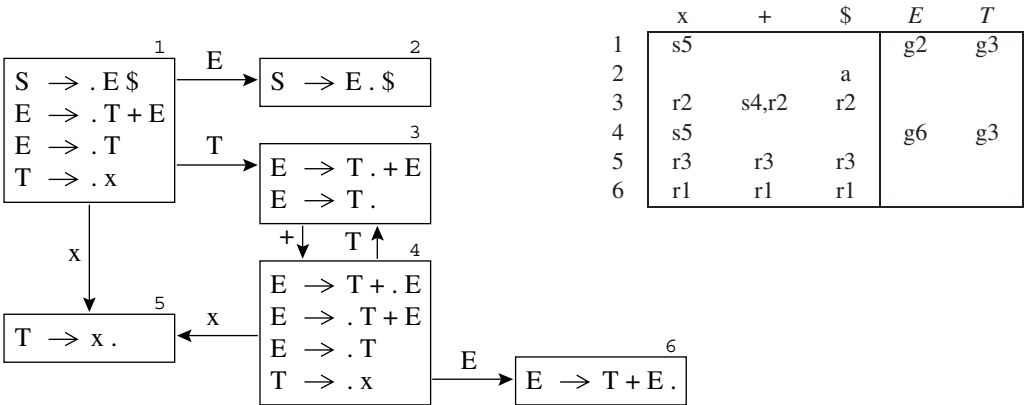 1
S → . E $
E → . T + E
E → . T
T → . x
E
2
S → E . $
T
3
E → T . + E
E → T .
x
+
T
4
E → T + . E
E → . T + E
E → . T
T → . x
5
T → x .
x
E
6
E → T + E .
x + $ E T
1 s5 g2 g3
2 a
3 r2 s4,r2 r2
4 s5 g6 g3
5 r3 r3 r3
6 r1 r1 r1